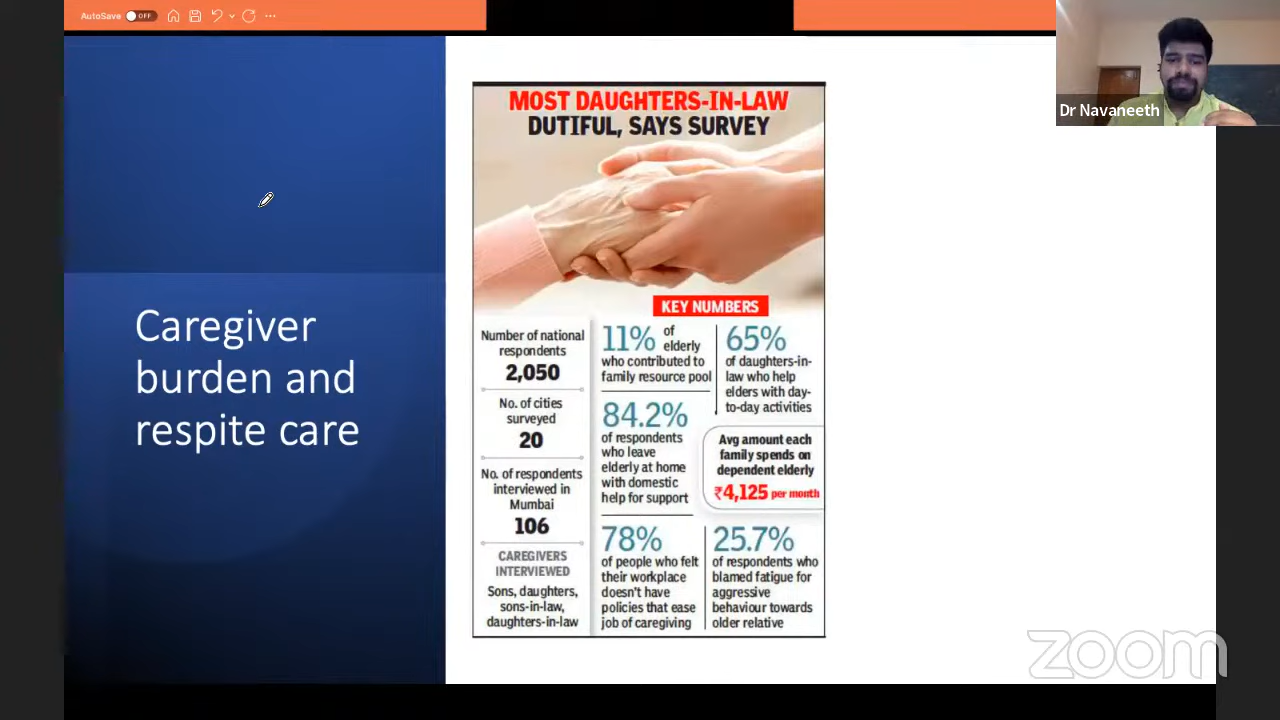 AutoSave OFF
Caregiver
burden and
respite care
MOST DAUGHTERS-IN-LAW
DUTIFUL, SAYS SURVEY
KEY NUMBERS
Number of national
respondents
2,050
No. of cities
surveyed
20
No. of respondents
interviewed in
Mumbai
106
CAREGIVERS
INTERVIEWED
Sons, daughters,
sons-in-law,
daughters-in-law
11% of
elderly
who contributed to
family resource pool
65%
of daughters-in-
law who help
elders with day-
to-day activities
84.2%
of respondents
who leave
elderly at home
with domestic
help for support
Avg amount each
family spends on
dependent elderly
₹4,125 per month
78%
of people who felt
their workplace
doesn't have
policies that ease
job of caregiving
25.7%
of respondents who
blamed fatigue for
aggressive
behaviour towards
older relative
Dr Navaneeth
zoom